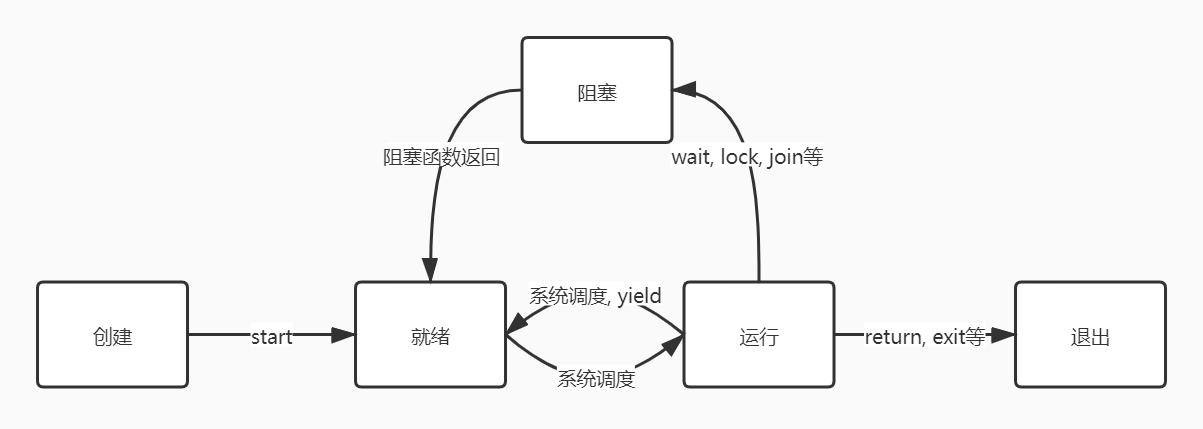 阻塞
阻塞函数返回
wait, lock, join等
系统调度, yield
创建
start
就绪
运行
return, exit等
退出
系统调度